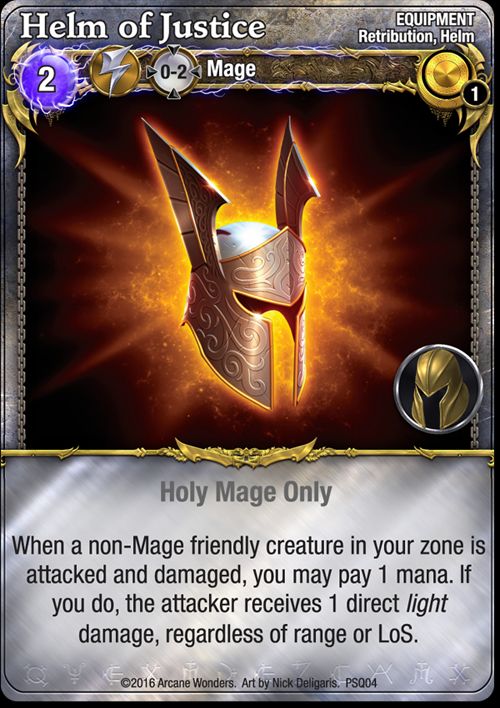 Helm of Justice
EQUIPMENT
Retribution, Helm
2
0-2
Mage
1
Holy Mage Only
When a non-Mage friendly creature in your zone is
attacked and damaged, you may pay 1 mana. If
you do, the attacker receives 1 direct light
damage, regardless of range or LoS.
©2016 Arcane Wonders. Art by Nick Deligaris. PSQ04